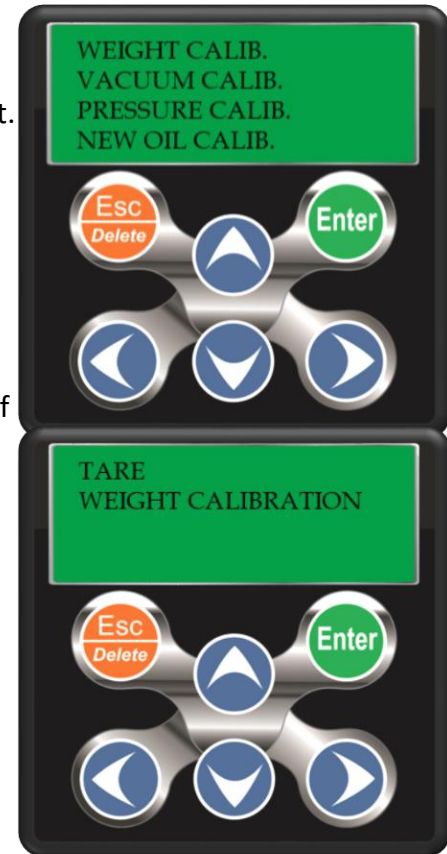 WEIGHT CALIB.
VACUUM CALIB.
t.
PRESSURE CALIB.
NEW OIL CALIB.
Esc
Delete
Enter
f
TARE
WEIGHT CALIBRATION
Esc
Delete
Enter